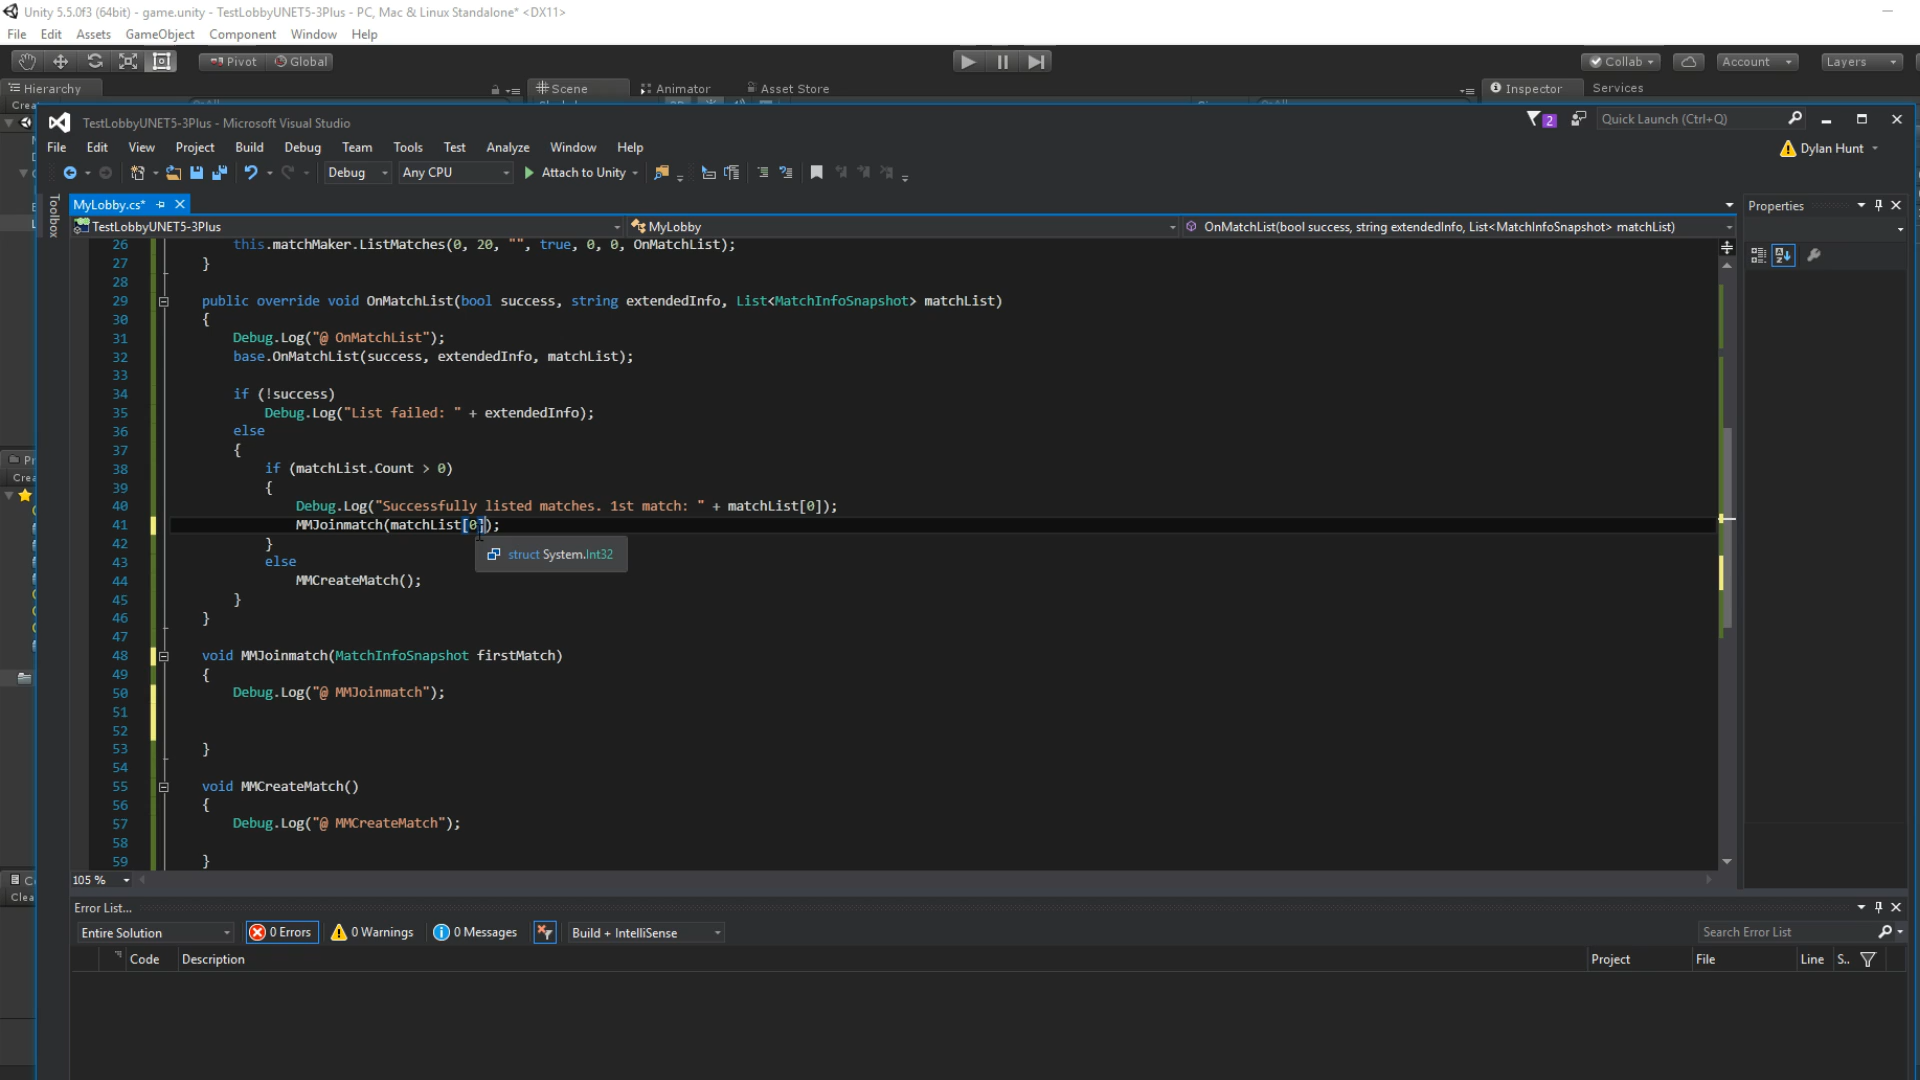 Unity 5.5.0f3 (64bit) - game.unity - TestLobbyUNET5-3Plus - PC, Mac & Linux Standalone* <DX11>
File Edit Assets GameObject Component Window Help
Pivot Global Collab Account Layers
Hierarchy Scene Animator Asset Store Inspector Services
TestLobbyUNET5-3Plus - Microsoft Visual Studio 2 Quick Launch (Ctrl+Q)
File Edit View Project Build Debug Team Tools Test Analyze Window Help Dylan Hunt
Debug Any CPU Attach to Unity
Toolbox
MyLobby.cs* Properties
TestLobbyUNET5-3Plus MyLobby OnMatchList(bool success, string extendedInfo, List<MatchInfoSnapshot> matchList)
26 this.matchMaker.ListMatches(0, 20, "", true, 0, 0, OnMatchList);
27 }
28
29 public override void OnMatchList(bool success, string extendedInfo, List<MatchInfoSnapshot> matchList)
30 {
31 Debug.Log("@ OnMatchList");
32 base.OnMatchList(success, extendedInfo, matchList);
33
34 if (!success)
35 Debug.Log("List failed: " + extendedInfo);
36 else
37 {
38 if (matchList.Count > 0)
39 {
40 Debug.Log("Successfully listed matches. 1st match: " + matchList[0]);
41 MMJoinmatch(matchList[0]);
42 }
struct System.Int32
43 else
44 MMCreateMatch();
45 }
46 }
47
48 void MMJoinmatch(MatchInfoSnapshot firstMatch)
49 {
50 Debug.Log("@ MMJoinmatch");
51
52
53 }
54
55 void MMCreateMatch()
56 {
57 Debug.Log("@ MMCreateMatch");
58
59 }
105 %
Error List...
Entire Solution 0 Errors 0 Warnings 0 Messages Build + IntelliSense Search Error List
Code Description Project File Line S..